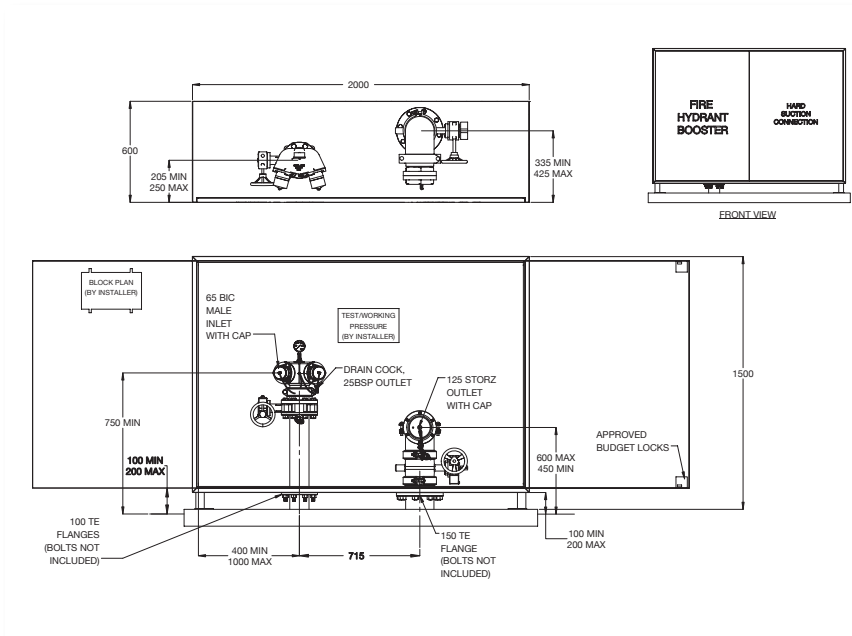 2000
600
205 MIN
250 MAX
335 MIN
425 MAX
FIRE
HYDRANT
BOOSTER
HARD
SUCTION
CONNECTION
FRONT VIEW
BLOCK PLAN
(BY INSTALLER)
65 BIC
MALE
INLET
WITH CAP
TEST/WORKING
PRESSURE
(BY INSTALLER)
DRAIN COCK,
25BSP OUTLET
125 STORZ
OUTLET
WITH CAP
1500
750 MIN
100 MIN
200 MAX
600 MAX
450 MIN
APPROVED
BUDGET LOCKS
100 TE
FLANGES
(BOLTS NOT
INCLUDED)
400 MIN
1000 MAX
715
150 TE
FLANGE
(BOLTS NOT
INCLUDED)
100 MIN
200 MAX